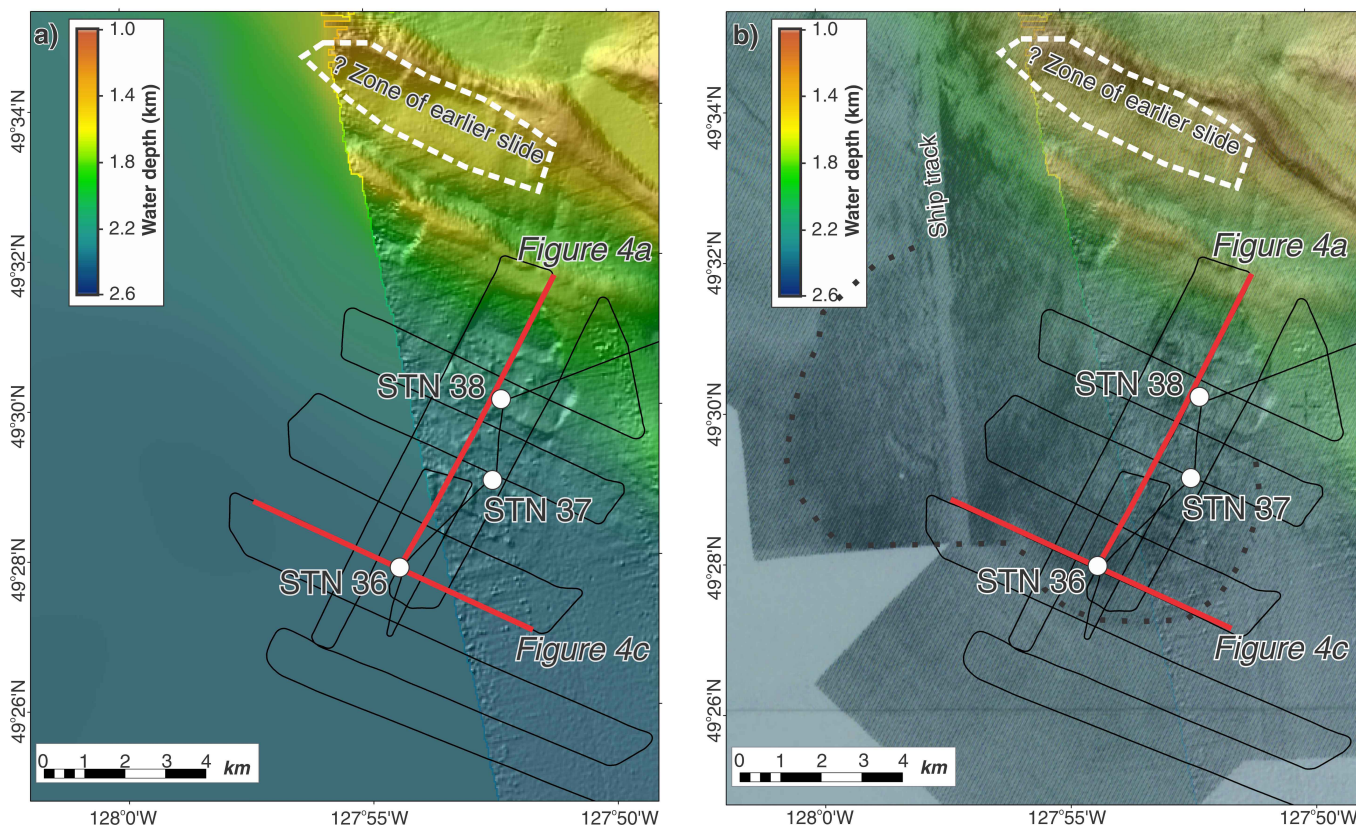 a)
1.0
1.4
1.8
2.2
2.6
Water depth (km)
? Zone of earlier slide
Figure 4a
STN 38
STN 37
STN 36
Figure 4c
49°34'N
49°32'N
49°30'N
49°28'N
49°26'N
0 1 2 3 4 km
128°0'W
127°55'W
127°50'W
b)
1.0
1.4
1.8
2.2
2.6
Water depth (km)
Ship track
? Zone of earlier slide
Figure 4a
STN 38
STN 37
STN 36
Figure 4c
49°34'N
49°32'N
49°30'N
49°28'N
49°26'N
0 1 2 3 4 km
128°0'W
127°55'W
127°50'W